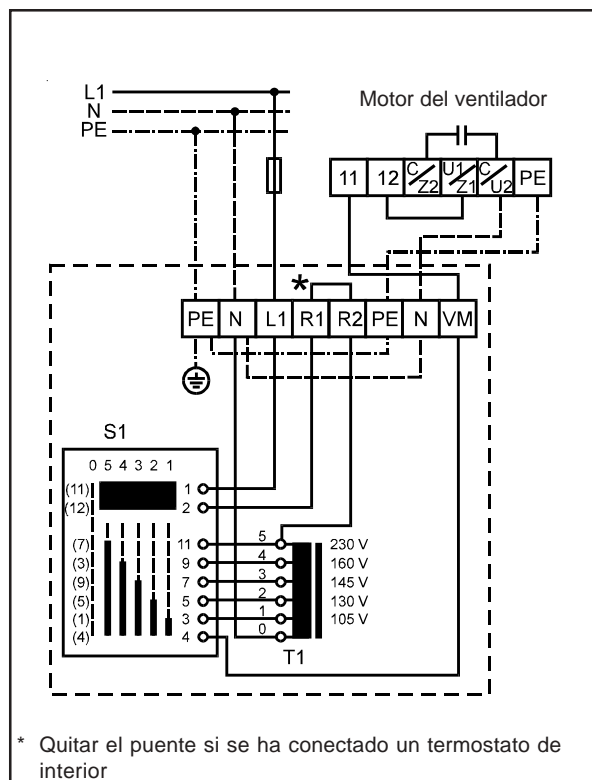 L1
N
PE
Motor del ventilador
11 12 C/Z2 U1/Z1 C/U2 PE
*
PE N L1 R1 R2 PE N VM
S1
0 5 4 3 2 1
(11) 1
(12) 2
(7) 11 5 230 V
(3) 9 4 160 V
(9) 7 3 145 V
(5) 5 2 130 V
(1) 3 1 105 V
(4) 4 0
T1
* Quitar el puente si se ha conectado un termostato de
interior